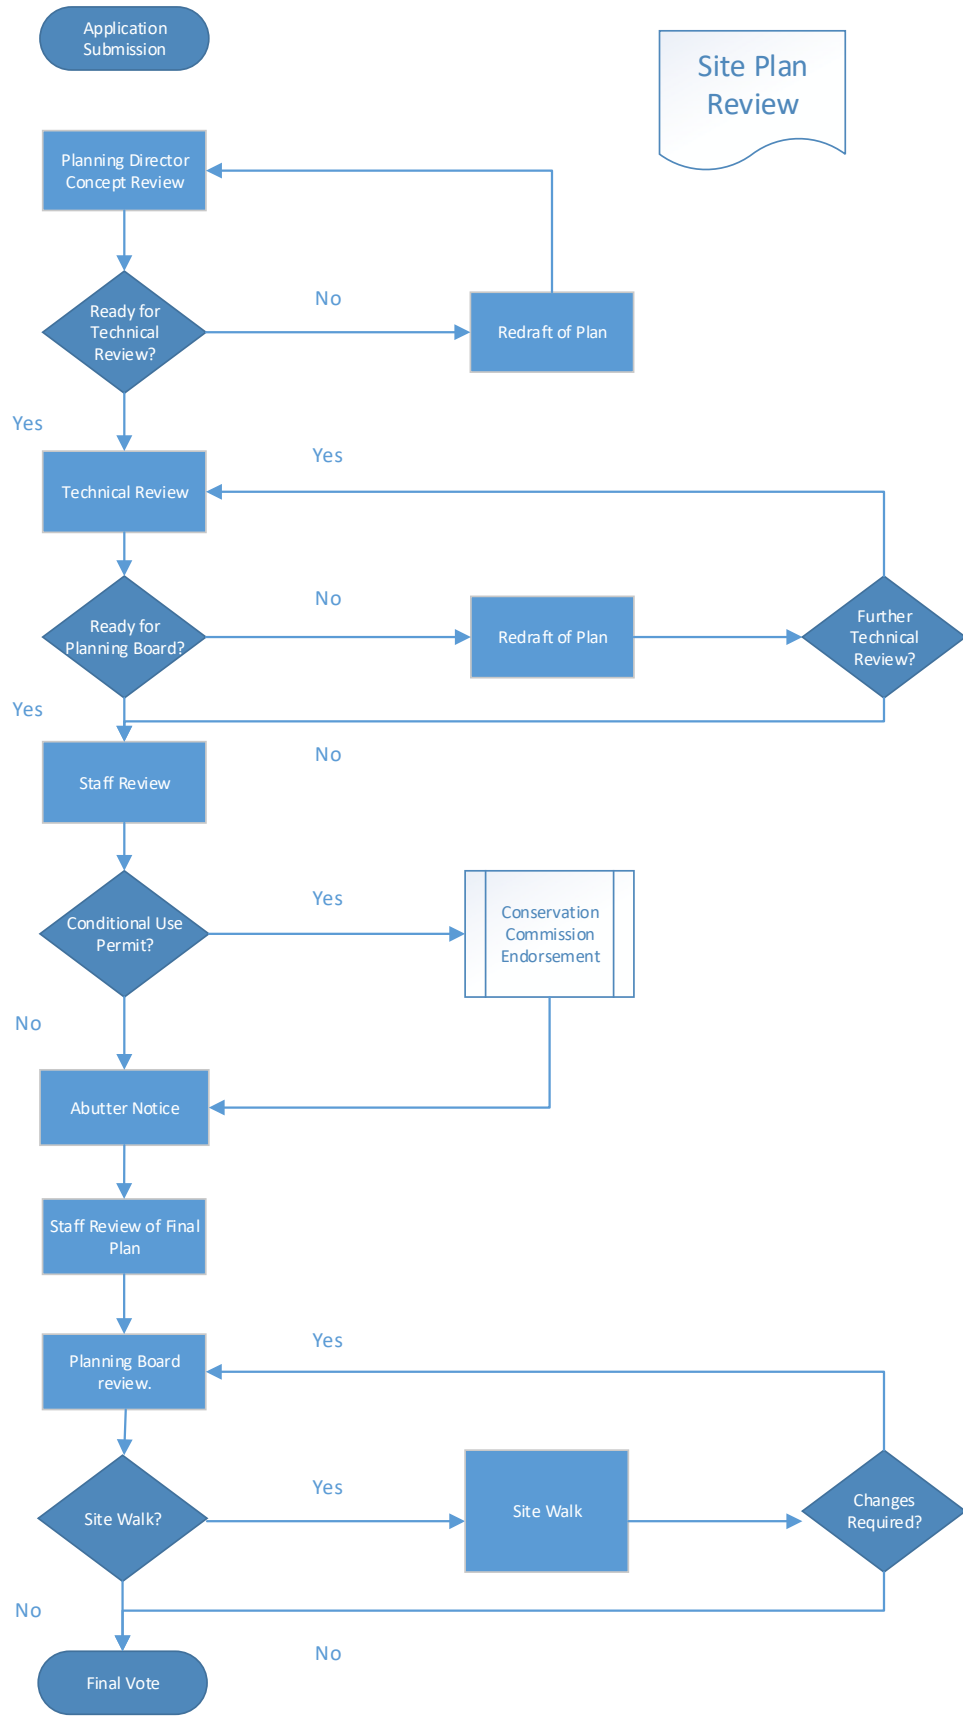 Application
Submission
Site Plan
Review
Planning Director
Concept Review
Ready for
Technical
Review?
No
Redraft of Plan
Yes
Technical Review
Yes
Ready for
Planning Board?
No
Redraft of Plan
Further
Technical
Review?
Yes
No
Staff Review
Conditional Use
Permit?
Yes
Conservation
Commission
Endorsement
No
Abutter Notice
Staff Review of Final
Plan
Planning Board
review.
Yes
Site Walk?
Yes
Site Walk
Changes
Required?
No
No
Final Vote